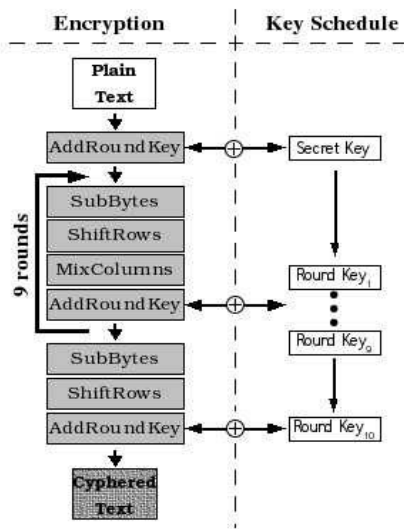 Encryption
Key Schedule
Plain
Text
AddRoundKey
Secret Key
SubBytes
ShiftRows
MixColumns
AddRoundKey
9 rounds
Round Key1
Round Key9
SubBytes
ShiftRows
AddRoundKey
Round Key10
Cyphered
Text